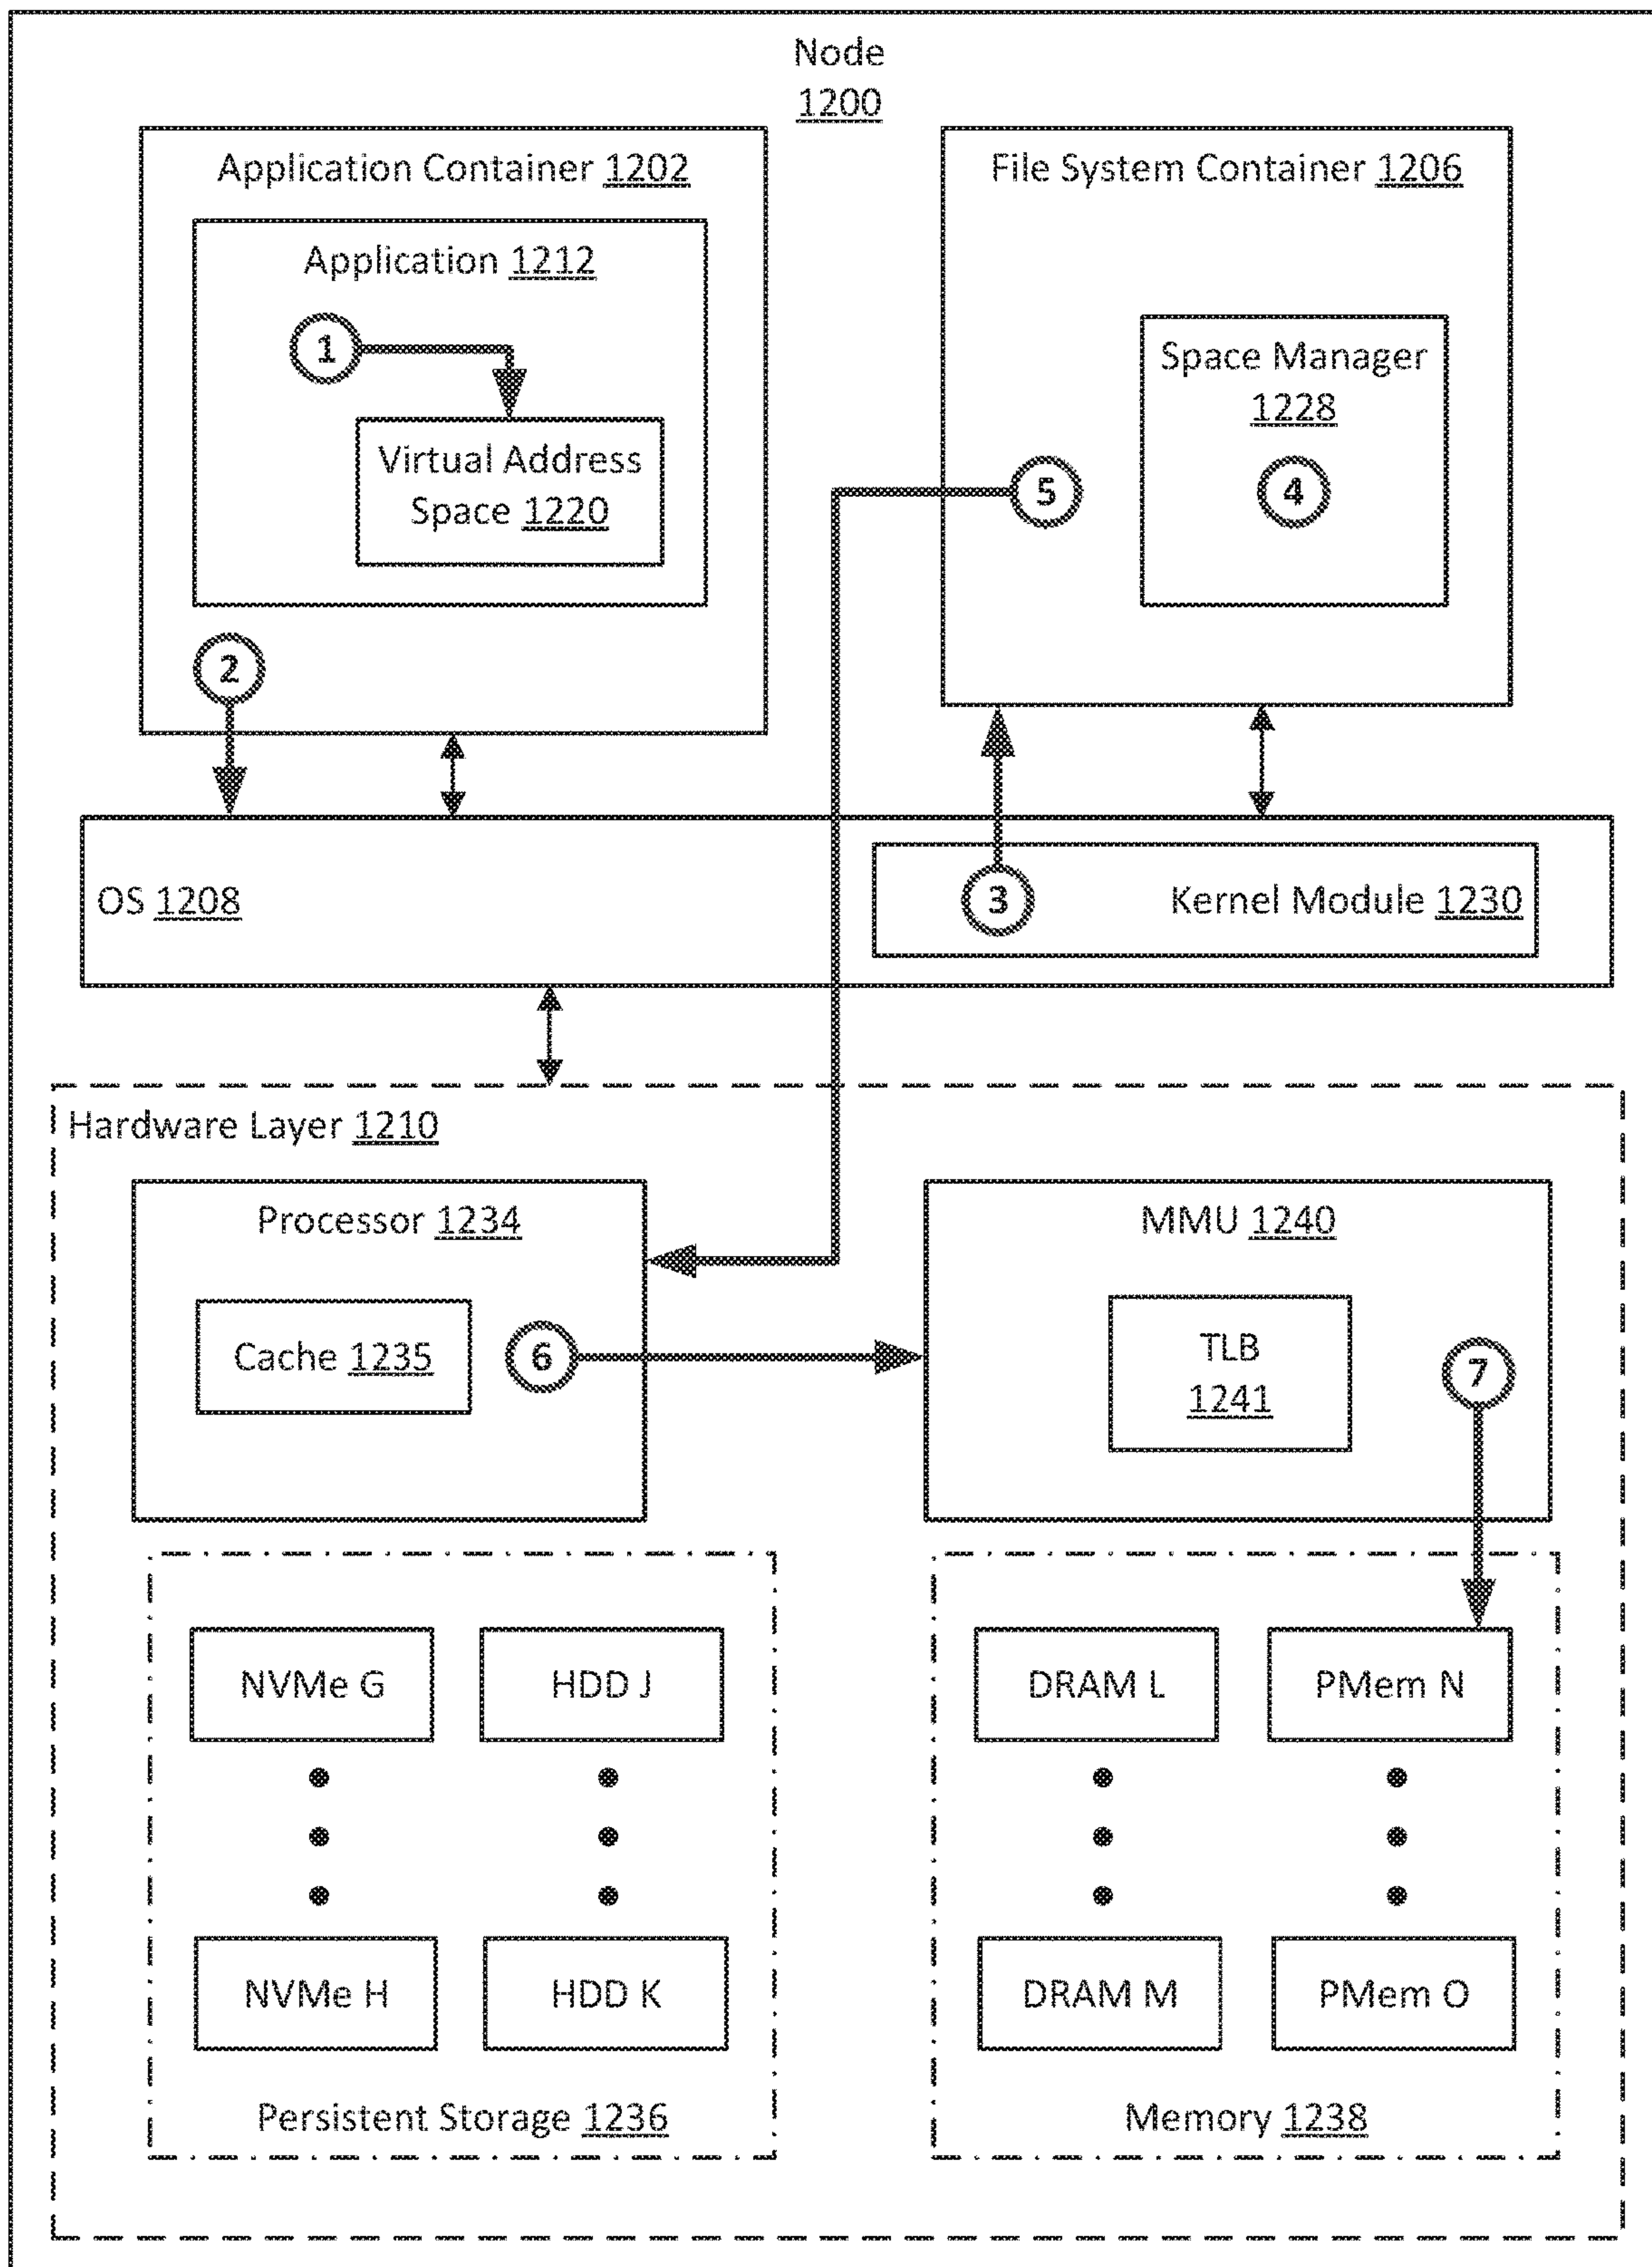 Node
1200
Application Container 1202
File System Container 1206
Application 1212
1
Virtual Address
Space 1220
Space Manager
1228
5
4
2
OS 1208
3
Kernel Module 1230
Hardware Layer 1210
Processor 1234
MMU 1240
Cache 1235
6
TLB
1241
7
NVMe G
HDD J
DRAM L
PMem N
NVMe H
HDD K
DRAM M
PMem O
Persistent Storage 1236
Memory 1238